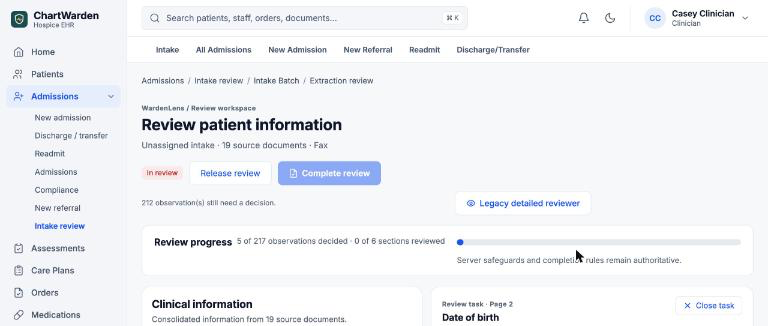 ChartWarden
Hospice EHR
Search patients, staff, orders, documents...
⌘ K
CC
Casey Clinician
Clinician
Home
Patients
Admissions
New admission
Discharge / transfer
Readmit
Admissions
Compliance
New referral
Intake review
Assessments
Care Plans
Orders
Medications
Intake
All Admissions
New Admission
New Referral
Readmit
Discharge/Transfer
Admissions / Intake review / Intake Batch / Extraction review
WardenLens / Review workspace
Review patient information
Unassigned intake · 19 source documents · Fax
In review
Release review
Complete review
212 observation(s) still need a decision.
Legacy detailed reviewer
Review progress
5 of 217 observations decided · 0 of 6 sections reviewed
Server safeguards and completion rules remain authoritative.
Clinical information
Consolidated information from 19 source documents.
Review task · Page 2
Date of birth
Close task